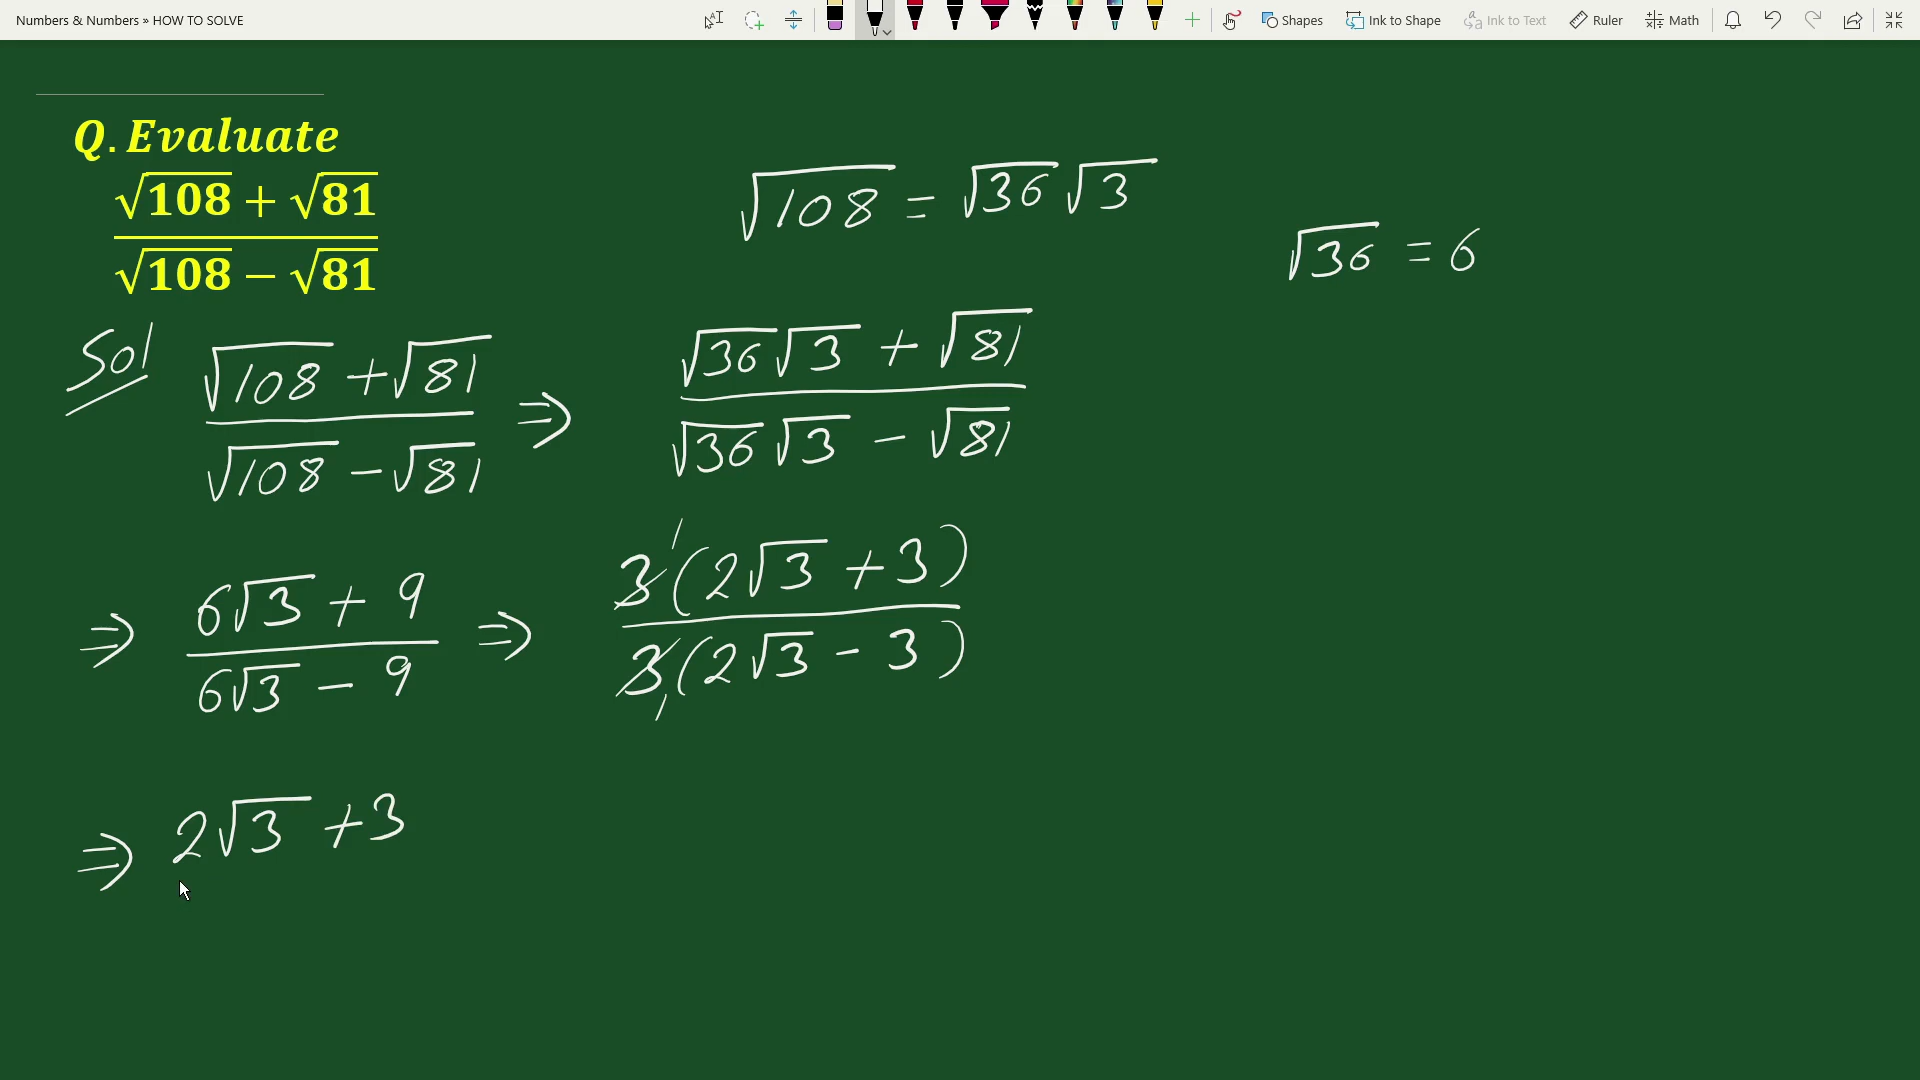 Numbers & Numbers » HOW TO SOLVE
Shapes Ink to Shape Ink to Text Ruler Math
Q. Evaluate
√108 + √81
√108 − √81
√108 = √36 √3
√36 = 6
Sol
√108 + √81
√108 − √81
⇒
√36 √3 + √81
√36 √3 − √81
⇒
6√3 + 9
6√3 − 9
⇒
1
3(2√3 + 3)
3(2√3 − 3)
1
⇒ 2√3 + 3